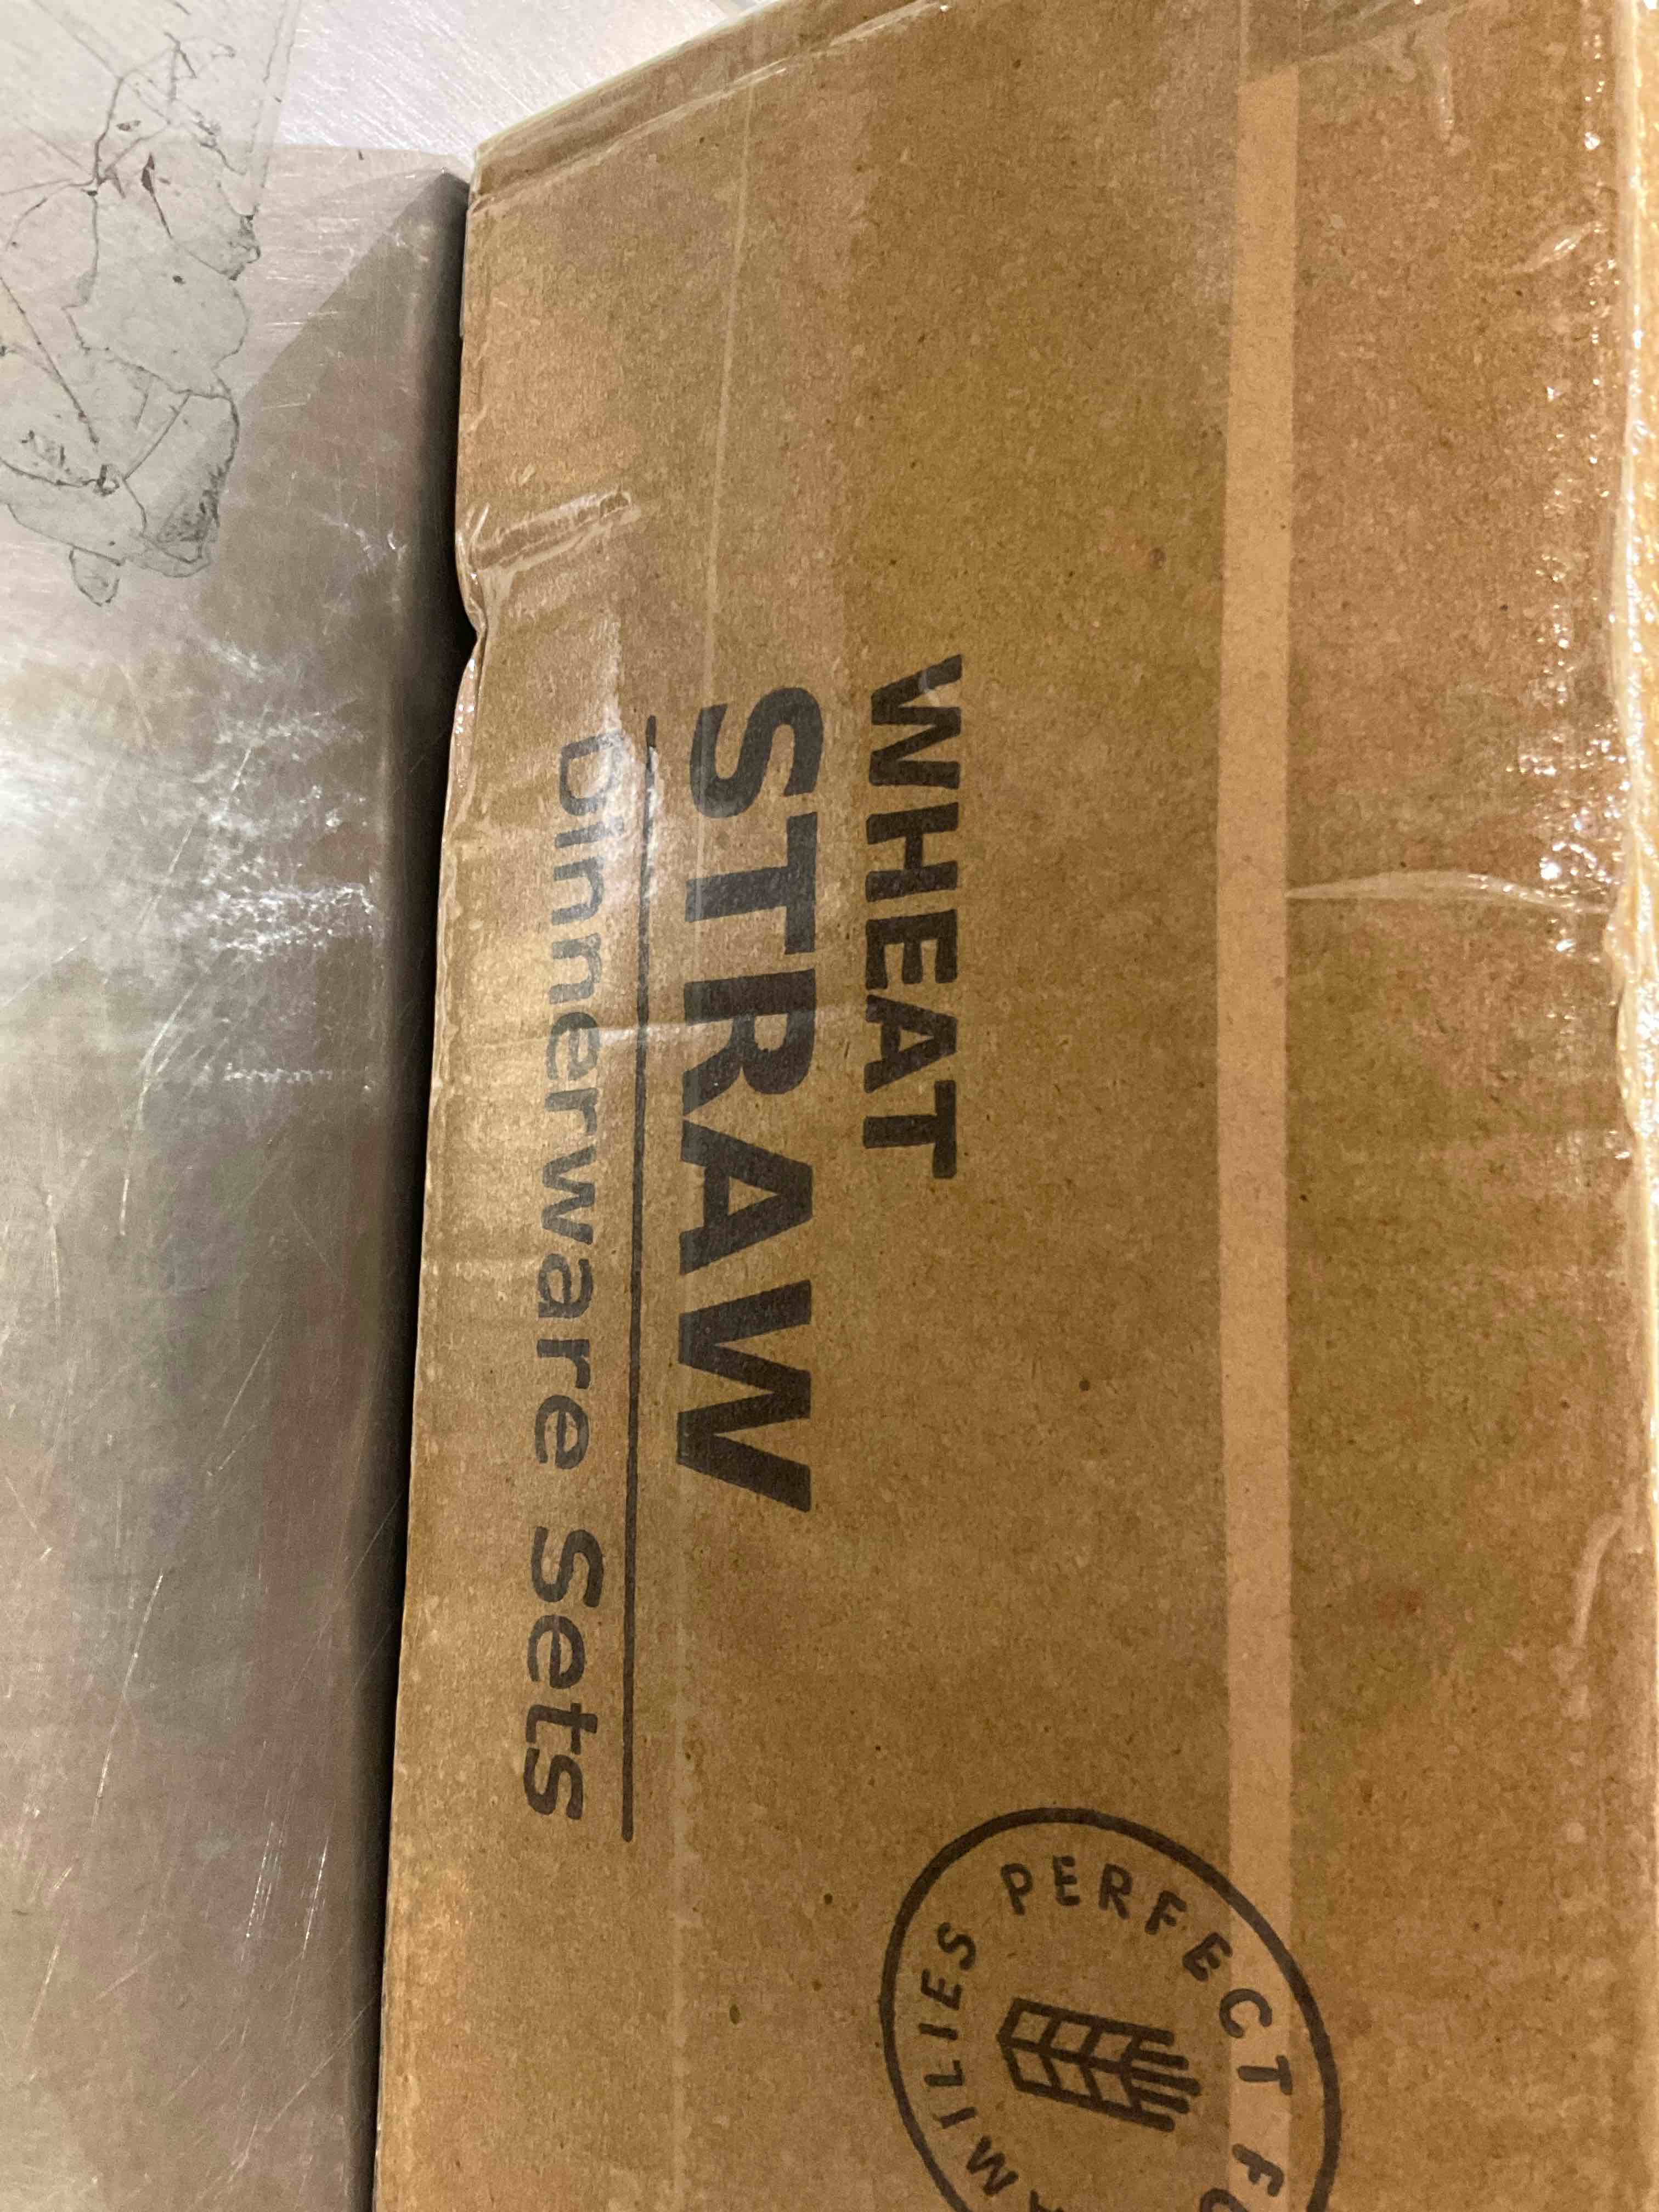 WHEAT
STRAW
Dinnerware Sets
PERFECT
MILIES